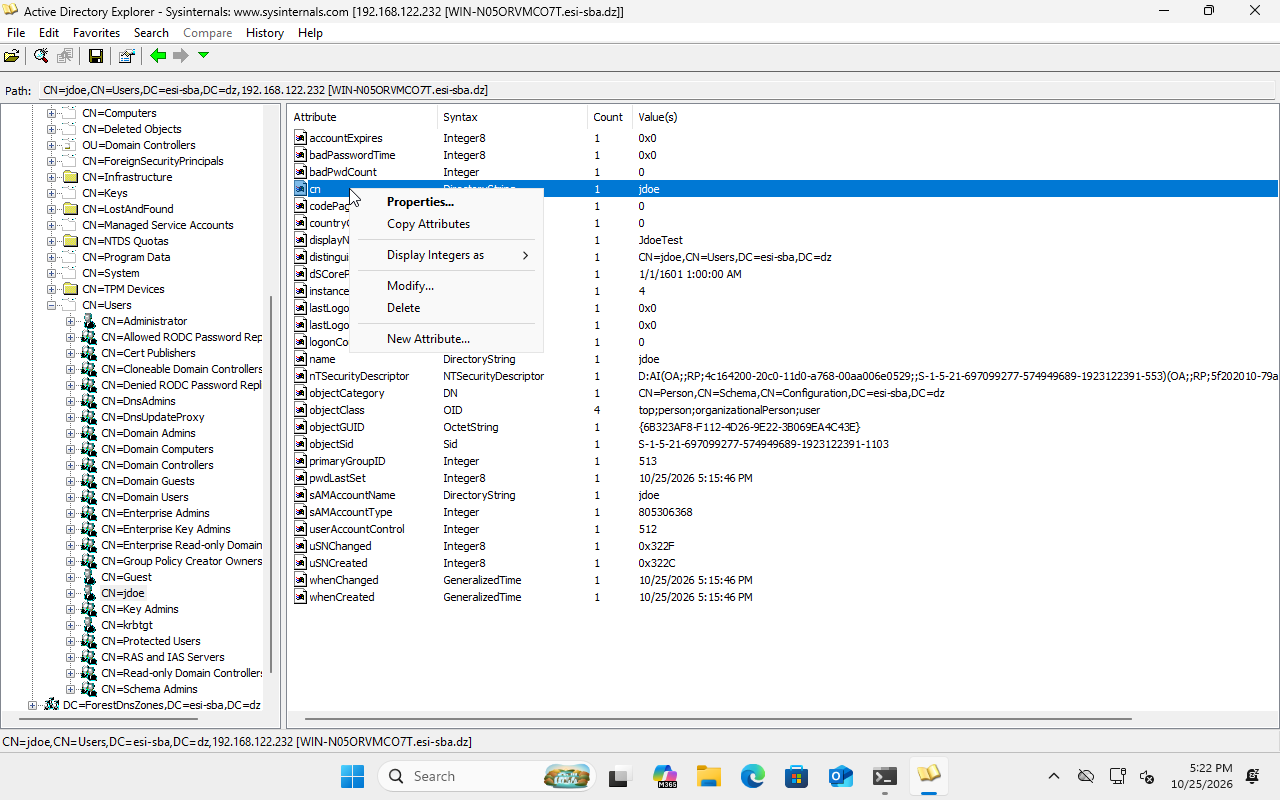 Active Directory Explorer - Sysinternals: www.sysinternals.com [192.168.122.232 [WIN-N05ORVMCO7T.esi-sba.dz]]
File Edit Favorites Search Compare History Help
Path: CN=jdoe,CN=Users,DC=esi-sba,DC=dz,192.168.122.232 [WIN-N05ORVMCO7T.esi-sba.dz]
CN=Computers
CN=Deleted Objects
OU=Domain Controllers
CN=ForeignSecurityPrincipals
CN=Infrastructure
CN=Keys
CN=LostAndFound
CN=Managed Service Accounts
CN=NTDS Quotas
CN=Program Data
CN=System
CN=TPM Devices
CN=Users
CN=Administrator
CN=Allowed RODC Password Rep
CN=Cert Publishers
CN=Cloneable Domain Controllers
CN=Denied RODC Password Repl
CN=DnsAdmins
CN=DnsUpdateProxy
CN=Domain Admins
CN=Domain Computers
CN=Domain Controllers
CN=Domain Guests
CN=Domain Users
CN=Enterprise Admins
CN=Enterprise Key Admins
CN=Enterprise Read-only Domain
CN=Group Policy Creator Owners
CN=Guest
CN=jdoe
CN=Key Admins
CN=krbtgt
CN=Protected Users
CN=RAS and IAS Servers
CN=Read-only Domain Controllers
CN=Schema Admins
DC=ForestDnsZones,DC=esi-sba,DC=dz
Attribute Syntax Count Value(s)
accountExpires Integer8 1 0x0
badPasswordTime Integer8 1 0x0
badPwdCount Integer 1 0
cn DirectoryString 1 jdoe
codePag 1 0
countryC 1 0
displayN 1 JdoeTest
distingui 1 CN=jdoe,CN=Users,DC=esi-sba,DC=dz
dSCoreP 1 1/1/1601 1:00:00 AM
instance 1 4
lastLogo 1 0x0
lastLogo 1 0x0
logonCo 1 0
name DirectoryString 1 jdoe
nTSecurityDescriptor NTSecurityDescriptor 1 D:AI(OA;;RP;4c164200-20c0-11d0-a768-00aa006e0529;;S-1-5-21-697099277-574949689-1923122391-553)(OA;;RP;5f202010-79a
objectCategory DN 1 CN=Person,CN=Schema,CN=Configuration,DC=esi-sba,DC=dz
objectClass OID 4 top;person;organizationalPerson;user
objectGUID OctetString 1 {6B323AF8-F112-4D26-9E22-3B069EA4C43E}
objectSid Sid 1 S-1-5-21-697099277-574949689-1923122391-1103
primaryGroupID Integer 1 513
pwdLastSet Integer8 1 10/25/2026 5:15:46 PM
sAMAccountName DirectoryString 1 jdoe
sAMAccountType Integer 1 805306368
userAccountControl Integer 1 512
uSNChanged Integer8 1 0x322F
uSNCreated Integer8 1 0x322C
whenChanged GeneralizedTime 1 10/25/2026 5:15:46 PM
whenCreated GeneralizedTime 1 10/25/2026 5:15:46 PM
Properties...
Copy Attributes
Display Integers as
Modify...
Delete
New Attribute...
CN=jdoe,CN=Users,DC=esi-sba,DC=dz,192.168.122.232 [WIN-N05ORVMCO7T.esi-sba.dz]
Search
M365
5:22 PM
10/25/2026